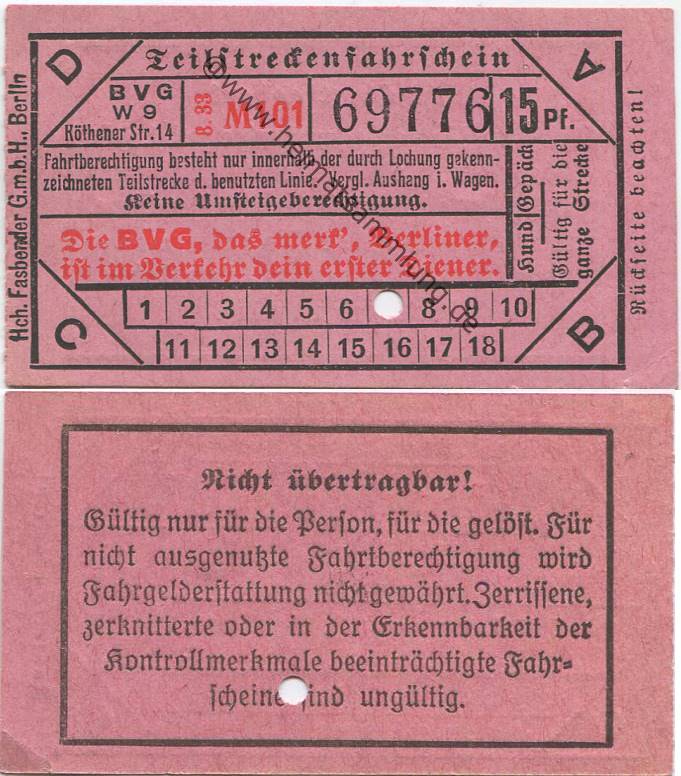 D
Teilstreckenfahrschein
A
BVG
W 9
Köthener Str. 14
8. 33
69776
15 Pf.
Fahrtberechtigung besteht nur innerhalb der durch Lochung gekenn-
zeichneten Teilstrecke d. benutzten Linie. Vergl. Aushang i. Wagen.
Keine Umsteigeberechtigung.
Die BVG, das merk', Berliner,
ist im Verkehr dein erster Diener.
Hund Gepäck
Gültig für die
ganze Strecke
C
1 2 3 4 5 6 8 9 10
11 12 13 14 15 16 17 18
B
Hch. Fasbender G.m.b.H., Berlin
Rückseite beachten!
©www.heimatsammlung.de
Nicht übertragbar!
Gültig nur für die Person, für die gelöst. Für
nicht ausgenutzte Fahrtberechtigung wird
Fahrgelderstattung nicht gewährt. Zerrissene,
zerknitterte oder in der Erkennbarkeit der
Kontrollmerkmale beeinträchtigte Fahr-
scheine sind ungültig.